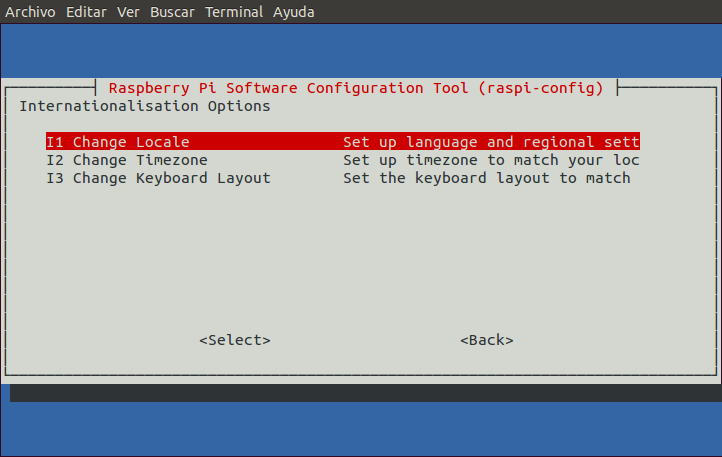 Archivo Editar Ver Buscar Terminal Ayuda
Raspberry Pi Software Configuration Tool (raspi-config)
Internationalisation Options
I1 Change Locale Set up language and regional sett
I2 Change Timezone Set up timezone to match your loc
I3 Change Keyboard Layout Set the keyboard layout to match
<Select> <Back>